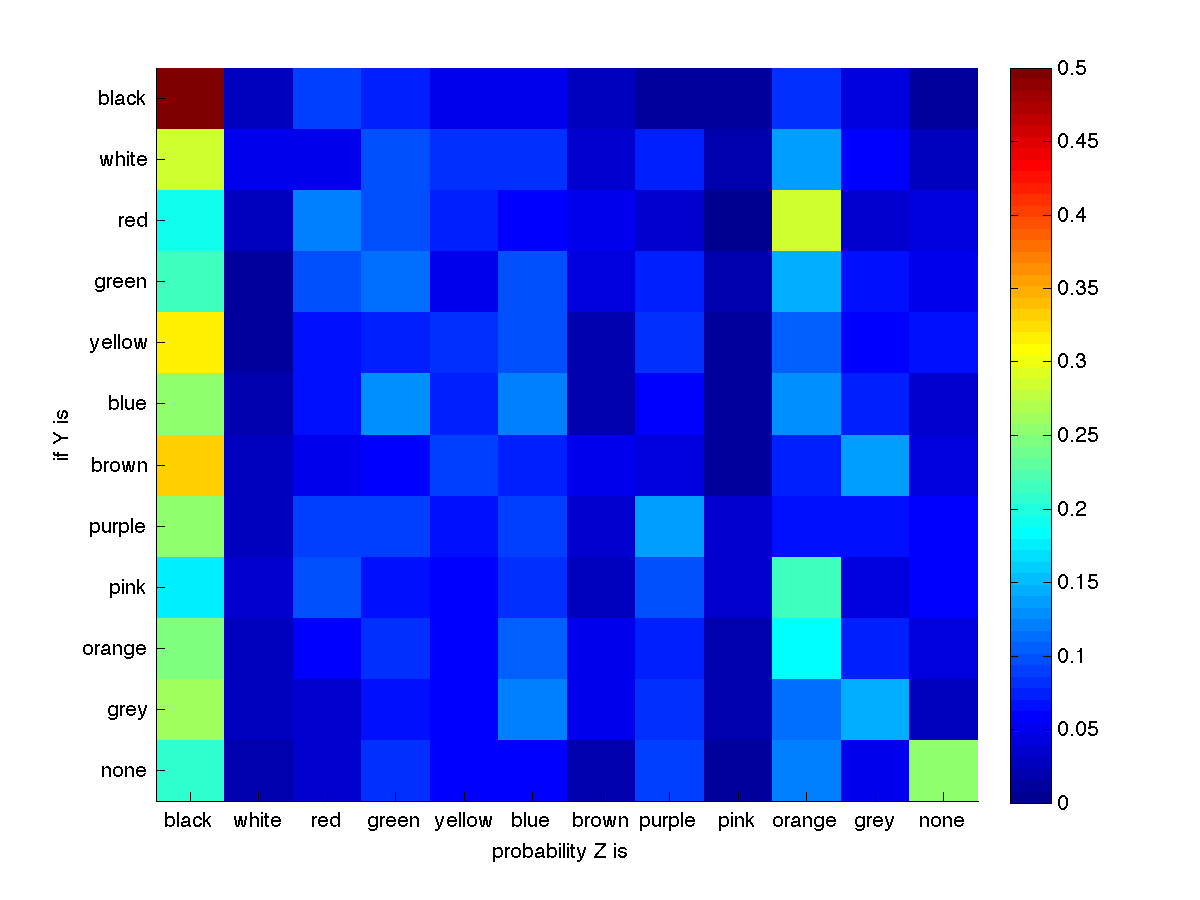 black
white
red
green
yellow
blue
brown
purple
pink
orange
grey
none
if Y is
black white red green yellow blue brown purple pink orange grey none
probability Z is
0.5
0.45
0.4
0.35
0.3
0.25
0.2
0.15
0.1
0.05
0